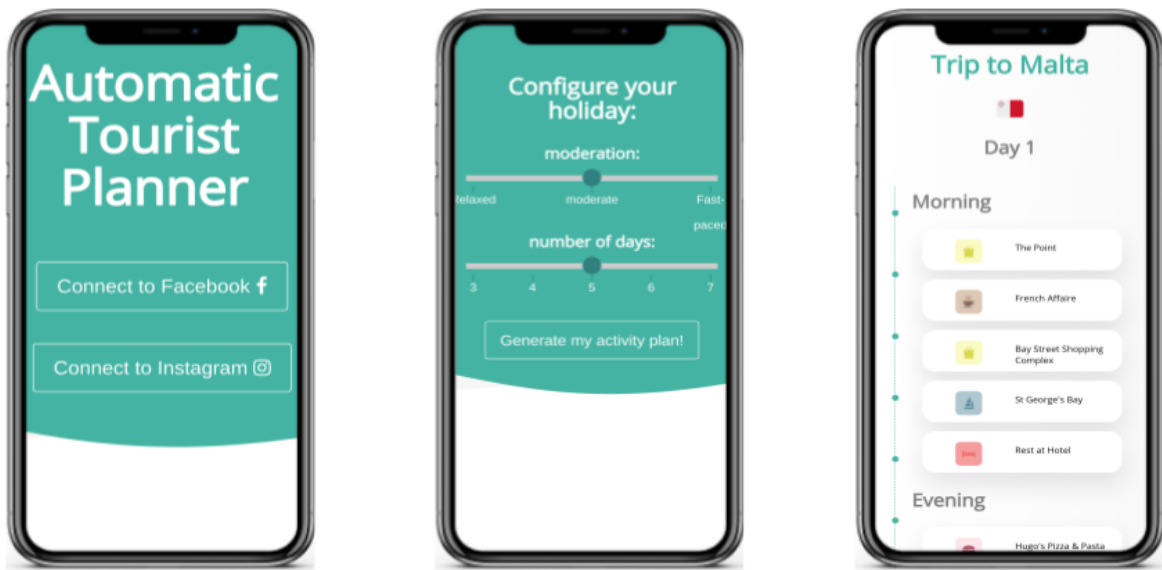 Automatic
Tourist
Planner
Connect to Facebook
Connect to Instagram
Configure your
holiday:
moderation:
Relaxed moderate Fast-
paced
number of days:
3 4 5 6 7
Generate my activity plan!
Trip to Malta
Day 1
Morning
The Point
French Affaire
Bay Street Shopping
Complex
St George's Bay
Rest at Hotel
Evening
Hugo's Pizza & Pasta